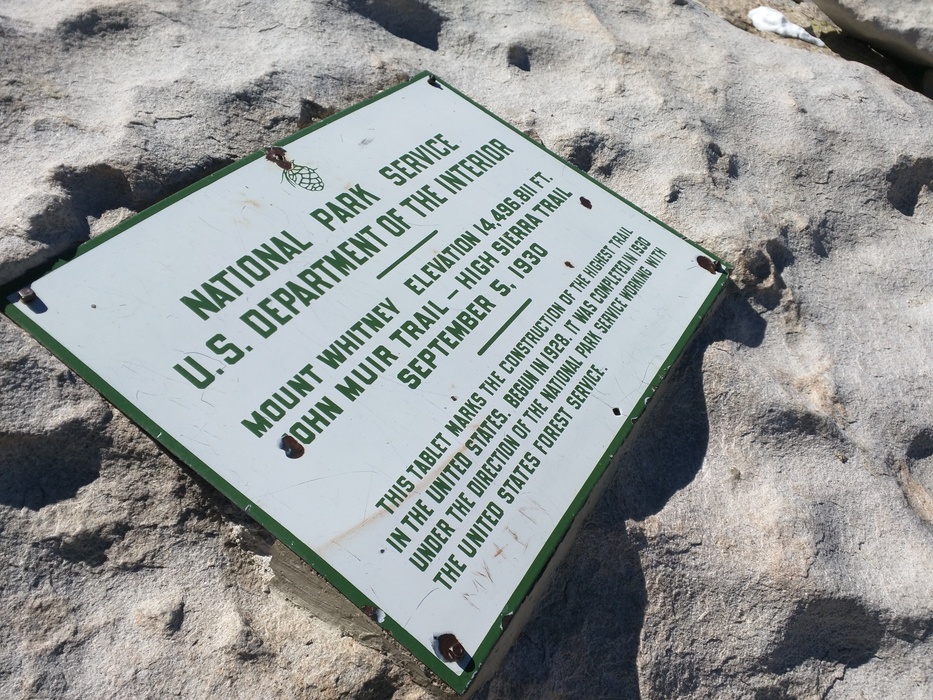 NATIONAL PARK SERVICE
U.S. DEPARTMENT OF THE INTERIOR
MOUNT WHITNEY ELEVATION 14,496.811 FT.
JOHN MUIR TRAIL – HIGH SIERRA TRAIL
SEPTEMBER 5, 1930
THIS TABLET MARKS THE CONSTRUCTION OF THE HIGHEST TRAIL
IN THE UNITED STATES. BEGUN IN 1928. IT WAS COMPLETED IN 1930
UNDER THE DIRECTION OF THE NATIONAL PARK SERVICE WORKING WITH
THE UNITED STATES FOREST SERVICE.